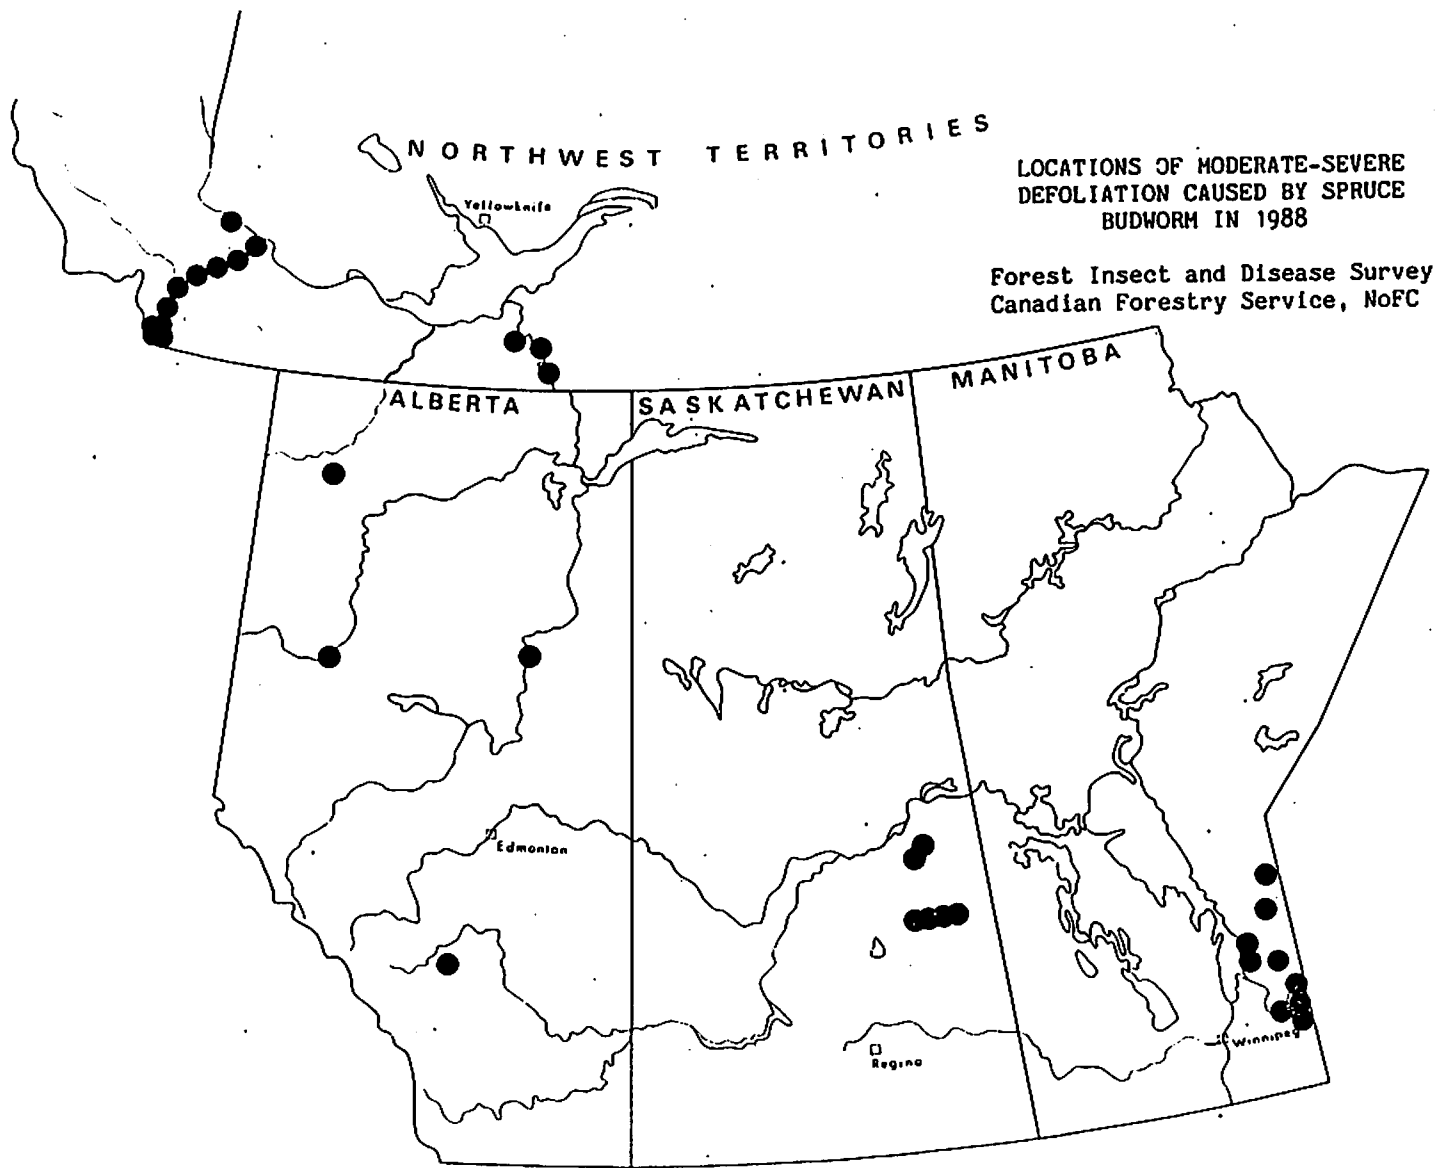 NORTHWEST TERRITORIES
LOCATIONS OF MODERATE-SEVERE
DEFOLIATION CAUSED BY SPRUCE
BUDWORM IN 1988
Yellowknife
Forest Insect and Disease Survey
Canadian Forestry Service, NoFC
ALBERTA
SASKATCHEWAN
MANITOBA
Edmonton
Regina
Winnipeg